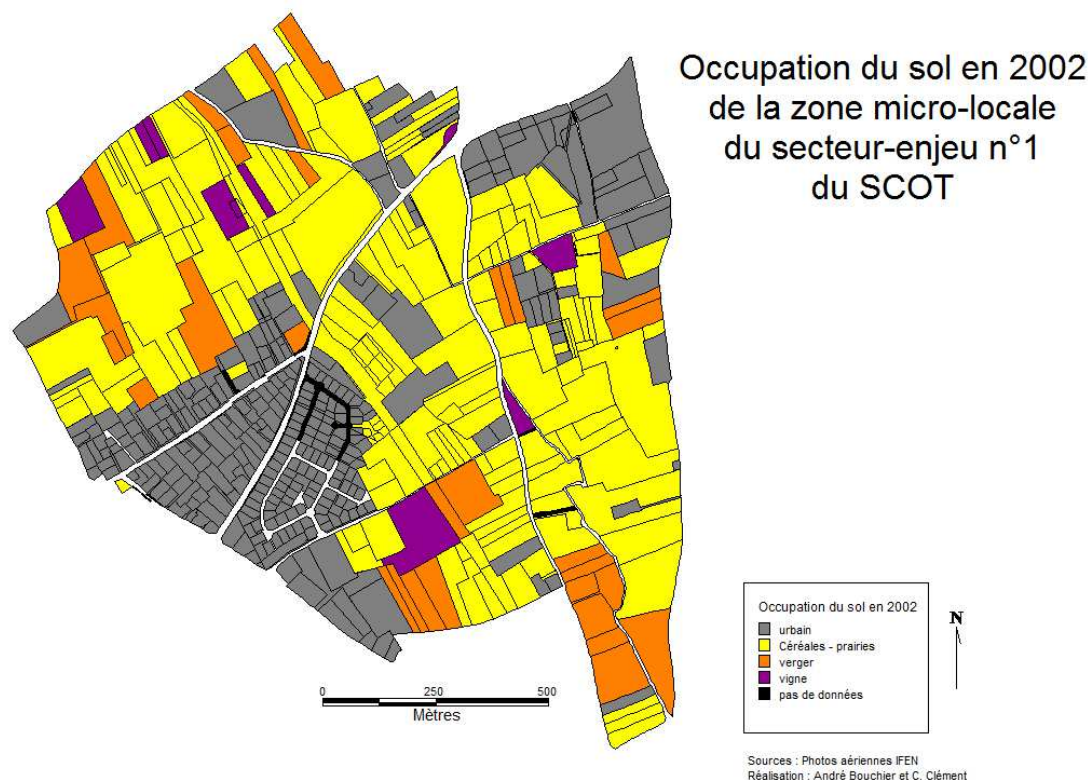 Occupation du sol en 2002
de la zone micro-locale
du secteur-enjeu n°1
du SCOT
Occupation du sol en 2002
urbain
Céréales - prairies
verger
vigne
pas de données
N
0 250 500
Mètres
Sources : Photos aériennes IFEN
Réalisation : André Bouchier et C. Clément